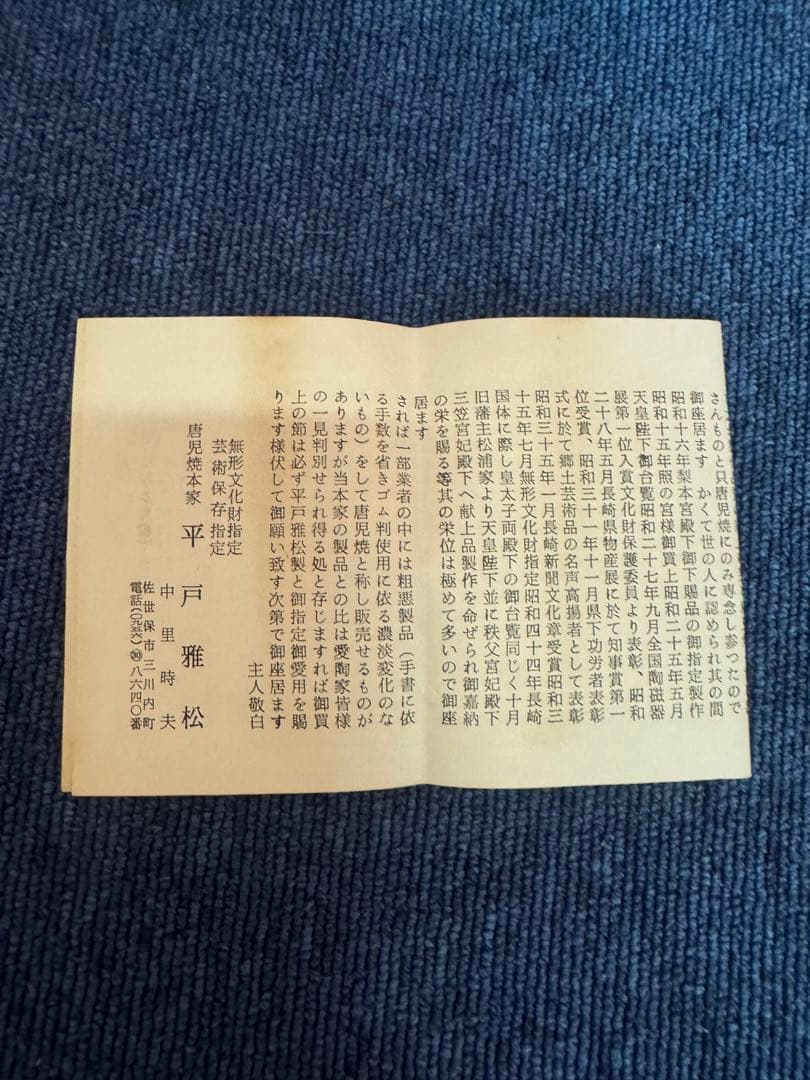 さんものと只唐児焼にのみ専念し参つたので
御座居ます　かくて世の人に認められ其の間
昭和十六年梨本宮殿下御下賜品の御指定製作
昭和十五年照の宮様御買上昭和二十五年五月
天皇陛下御台覧昭和二十七年九月全国陶磁器
展第一位入賞文化財保護委員より表彰、昭和
二十八年五月長崎県物産展に於て知事賞第一
位受賞、昭和三十一年十一月県下功労者表彰
式に於て郷土芸術品の名声高揚者として表彰
昭和三十五年一月長崎新聞文化章受賞昭和三
十五年七月無形文化財指定昭和四十四年長崎
国体に際し皇太子両殿下の御台覧同じく十月
旧藩主松浦家より天皇陛下並に秩父宮妃殿下
三笠宮妃殿下へ献上品製作を命ぜられ御嘉納
の栄を賜る等其の栄位は極めて多いので御座
居ます
されば一部業者の中には粗悪製品（手書に依
る手数を省きゴム判使用に依る濃淡変化のな
いもの）をして唐児焼と称し販売せるものが
ありますが当本家の製品との比は愛陶家皆様
の一見判別せられ得る処と存じますれば御買
上の節は必ず平戸雅松製と御指定御愛用を賜
ります様伏して御願い致す次第で御座居ます
主人敬白
無形文化財指定
芸術保存指定
唐児焼本家　平戸雅松
中里時夫
佐世保市三川内町
八六四〇番